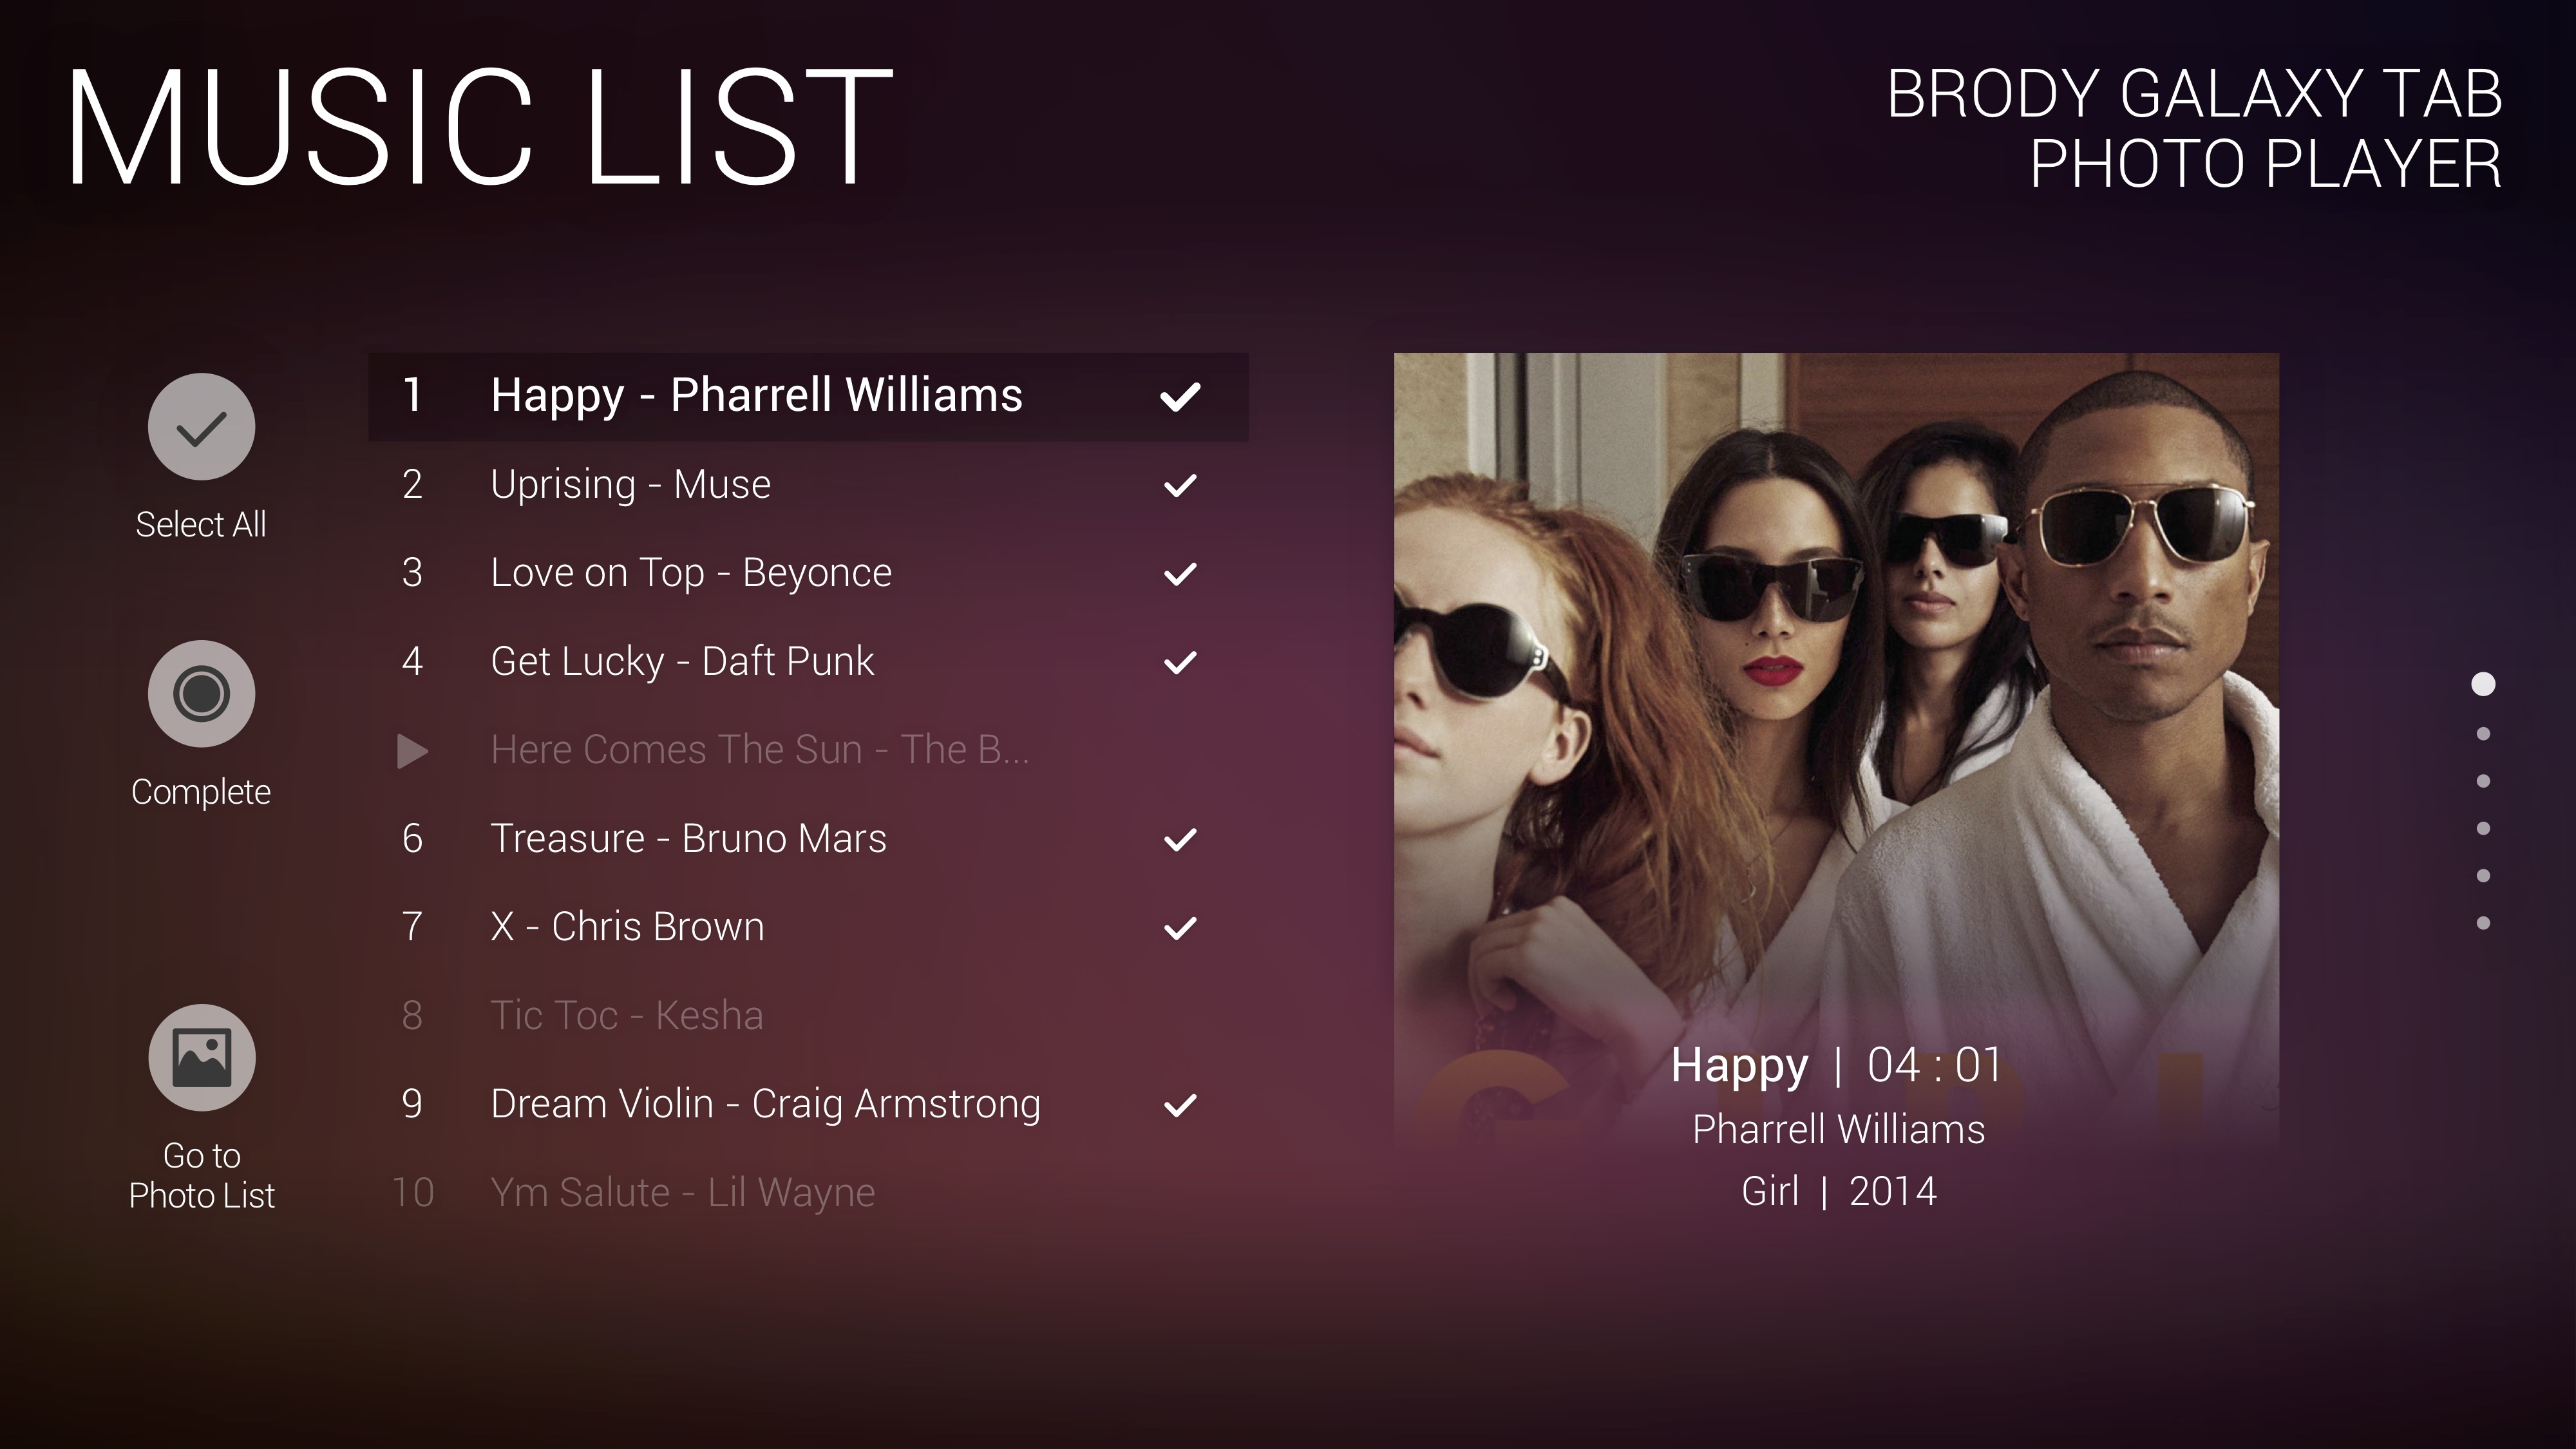 MUSIC LIST
BRODY GALAXY TAB
PHOTO PLAYER
Select All
Complete
Go to
Photo List
1 Happy - Pharrell Williams
2 Uprising - Muse
3 Love on Top - Beyonce
4 Get Lucky - Daft Punk
Here Comes The Sun - The B...
6 Treasure - Bruno Mars
7 X - Chris Brown
8 Tic Toc - Kesha
9 Dream Violin - Craig Armstrong
10 Ym Salute - Lil Wayne
Happy | 04 : 01
Pharrell Williams
Girl | 2014